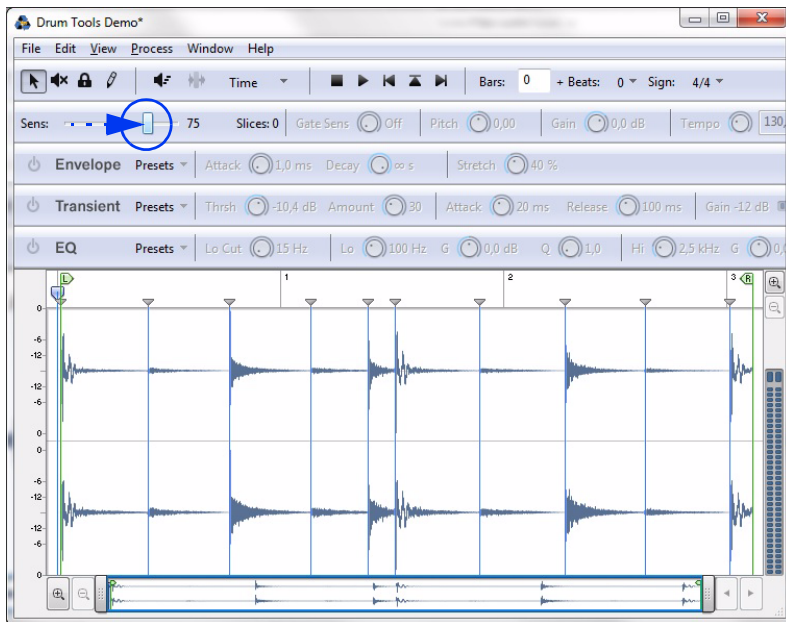 Drum Tools Demo*
File Edit View Process Window Help
Time Bars: 0 + Beats: 0 Sign: 4/4
Sens: 75 Slices: 0 Gate Sens Off Pitch 0,00 Gain 0,0 dB Tempo 130,
Envelope Presets Attack 1,0 ms Decay ∞ s Stretch 40 %
Transient Presets Thrsh -10,4 dB Amount 30 Attack 20 ms Release 100 ms Gain -12 dB
EQ Presets Lo Cut 15 Hz Lo 100 Hz G 0,0 dB Q 1,0 Hi 2,5 kHz G 0,
L 1 2 3 R
0-
-6-
-12-
-12-
-6-
0-
0-
-6-
-12-
-12-
-6-
0-